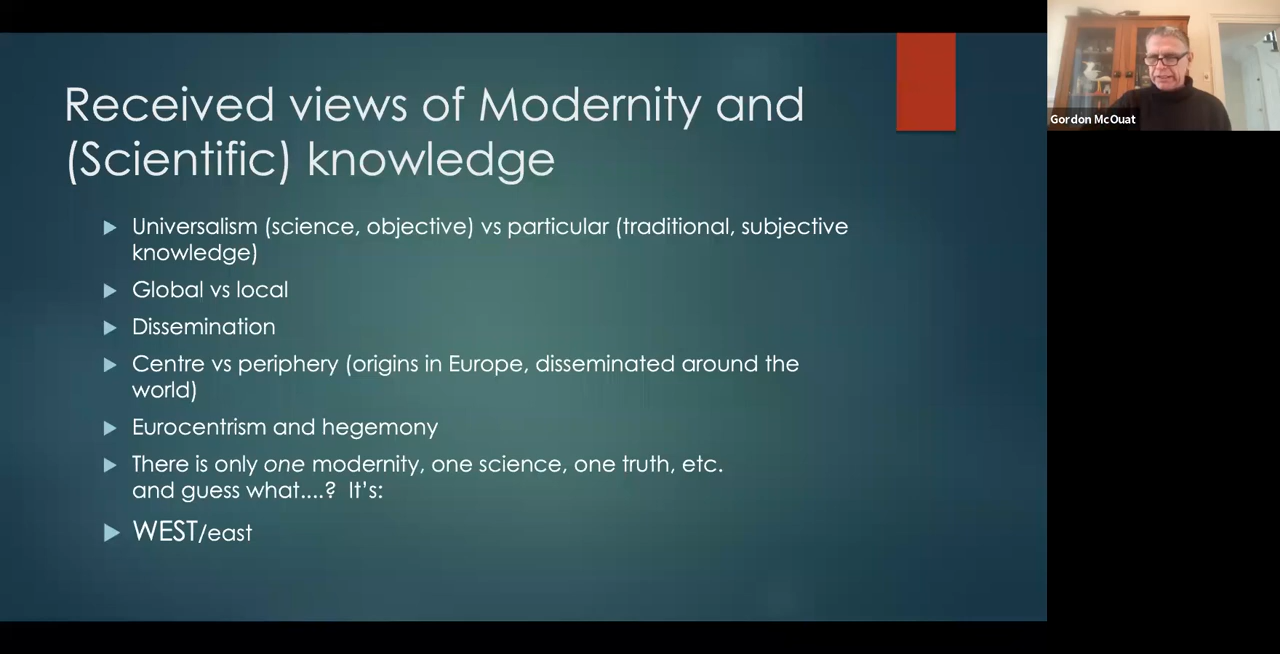 Received views of Modernity and
(Scientific) knowledge
Universalism (science, objective) vs particular (traditional, subjective
knowledge)
Global vs local
Dissemination
Centre vs periphery (origins in Europe, disseminated around the
world)
Eurocentrism and hegemony
There is only one modernity, one science, one truth, etc.
and guess what....?  It's:
WEST/east
Gordon McOuat